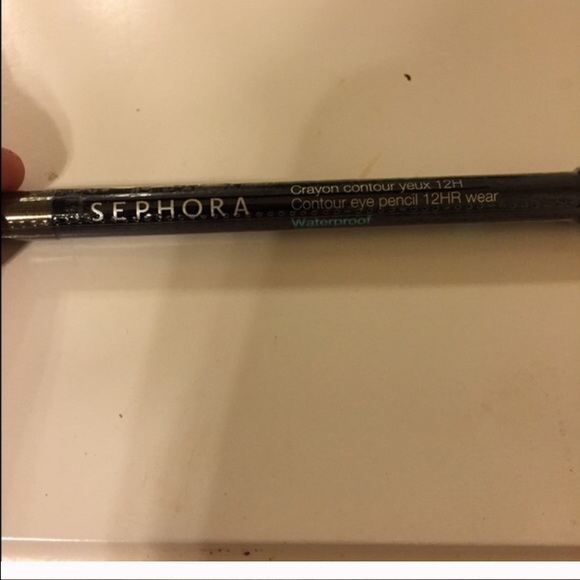 SEPHORA
Crayon contour yeux 12H
Contour eye pencil 12HR wear
Waterproof